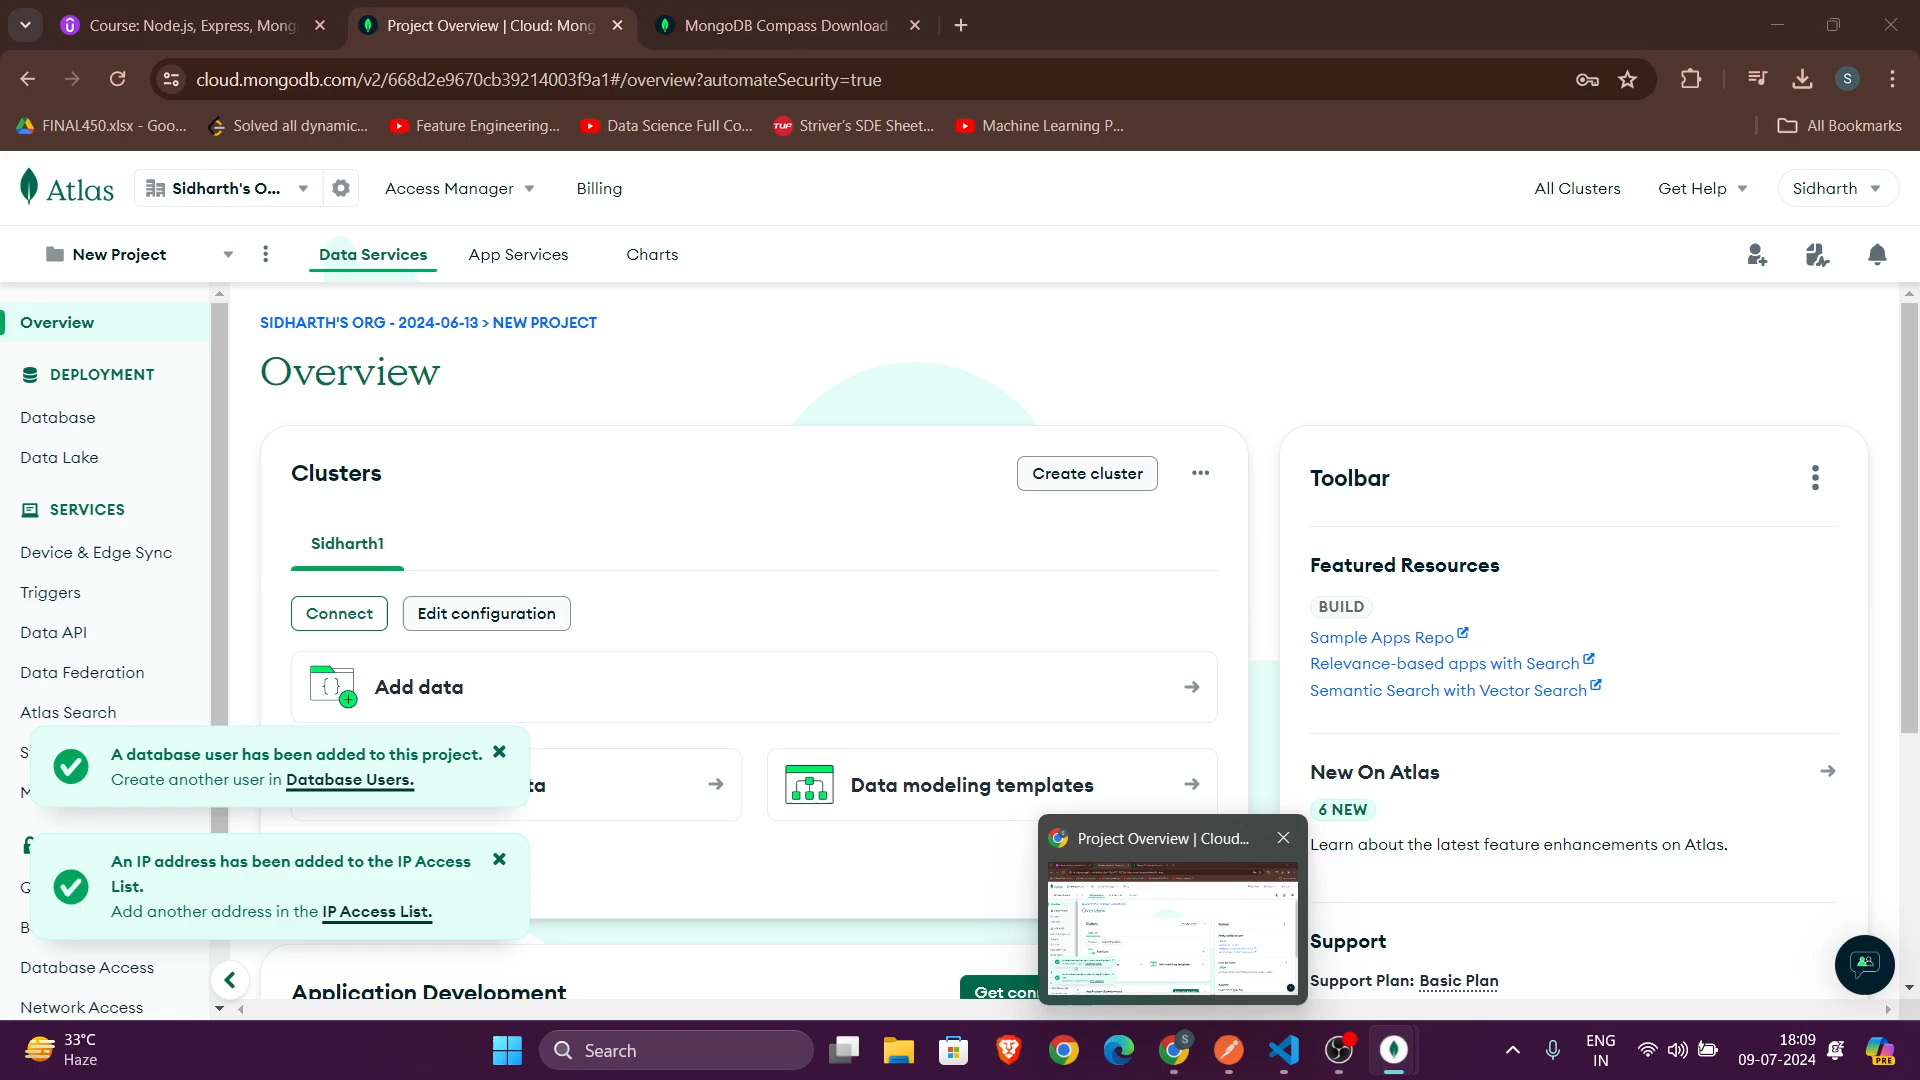 Course: Node.js, Express, Mong
Project Overview | Cloud: Mong
MongoDB Compass Download
cloud.mongodb.com/v2/668d2e9670cb39214003f9a1#/overview?automateSecurity=true
S
FINAL450.xlsx - Goo...
Solved all dynamic...
Feature Engineering...
Data Science Full Co...
TUF
Striver's SDE Sheet...
Machine Learning P...
All Bookmarks
Atlas
Sidharth's O...
Access Manager
Billing
All Clusters
Get Help
Sidharth
New Project
Data Services
App Services
Charts
Overview
DEPLOYMENT
Database
Data Lake
SERVICES
Device & Edge Sync
Triggers
Data API
Data Federation
Atlas Search
Database Access
Network Access
SIDHARTH'S ORG - 2024-06-13 > NEW PROJECT
Overview
Clusters
Create cluster
Sidharth1
Connect
Edit configuration
Add data
ta
Data modeling templates
Application Development
Get con
A database user has been added to this project.
Create another user in Database Users.
An IP address has been added to the IP Access
List.
Add another address in the IP Access List.
Toolbar
Featured Resources
BUILD
Sample Apps Repo
Relevance-based apps with Search
Semantic Search with Vector Search
New On Atlas
6 NEW
Learn about the latest feature enhancements on Atlas.
Support
Support Plan: Basic Plan
Project Overview | Cloud...
33°C
Haze
Search
S
ENG
IN
18:09
09-07-2024
PRE